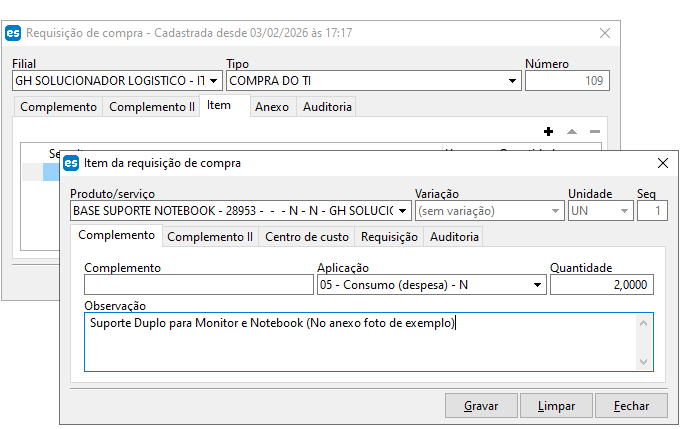 es Requisição de compra - Cadastrada desde 03/02/2026 às 17:17
Filial Tipo Número
GH SOLUCIONADOR LOGISTICO - IT COMPRA DO TI 109
Complemento Complemento II Item Anexo Auditoria
es Item da requisição de compra
Produto/serviço Variação Unidade Seq
BASE SUPORTE NOTEBOOK - 28953 - - - N - N - GH SOLUCIC (sem variação) UN 1
Complemento Complemento II Centro de custo Requisição Auditoria
Complemento Aplicação Quantidade
05 - Consumo (despesa) - N 2,0000
Observação
Suporte Duplo para Monitor e Notebook (No anexo foto de exemplo)
Gravar Limpar Fechar